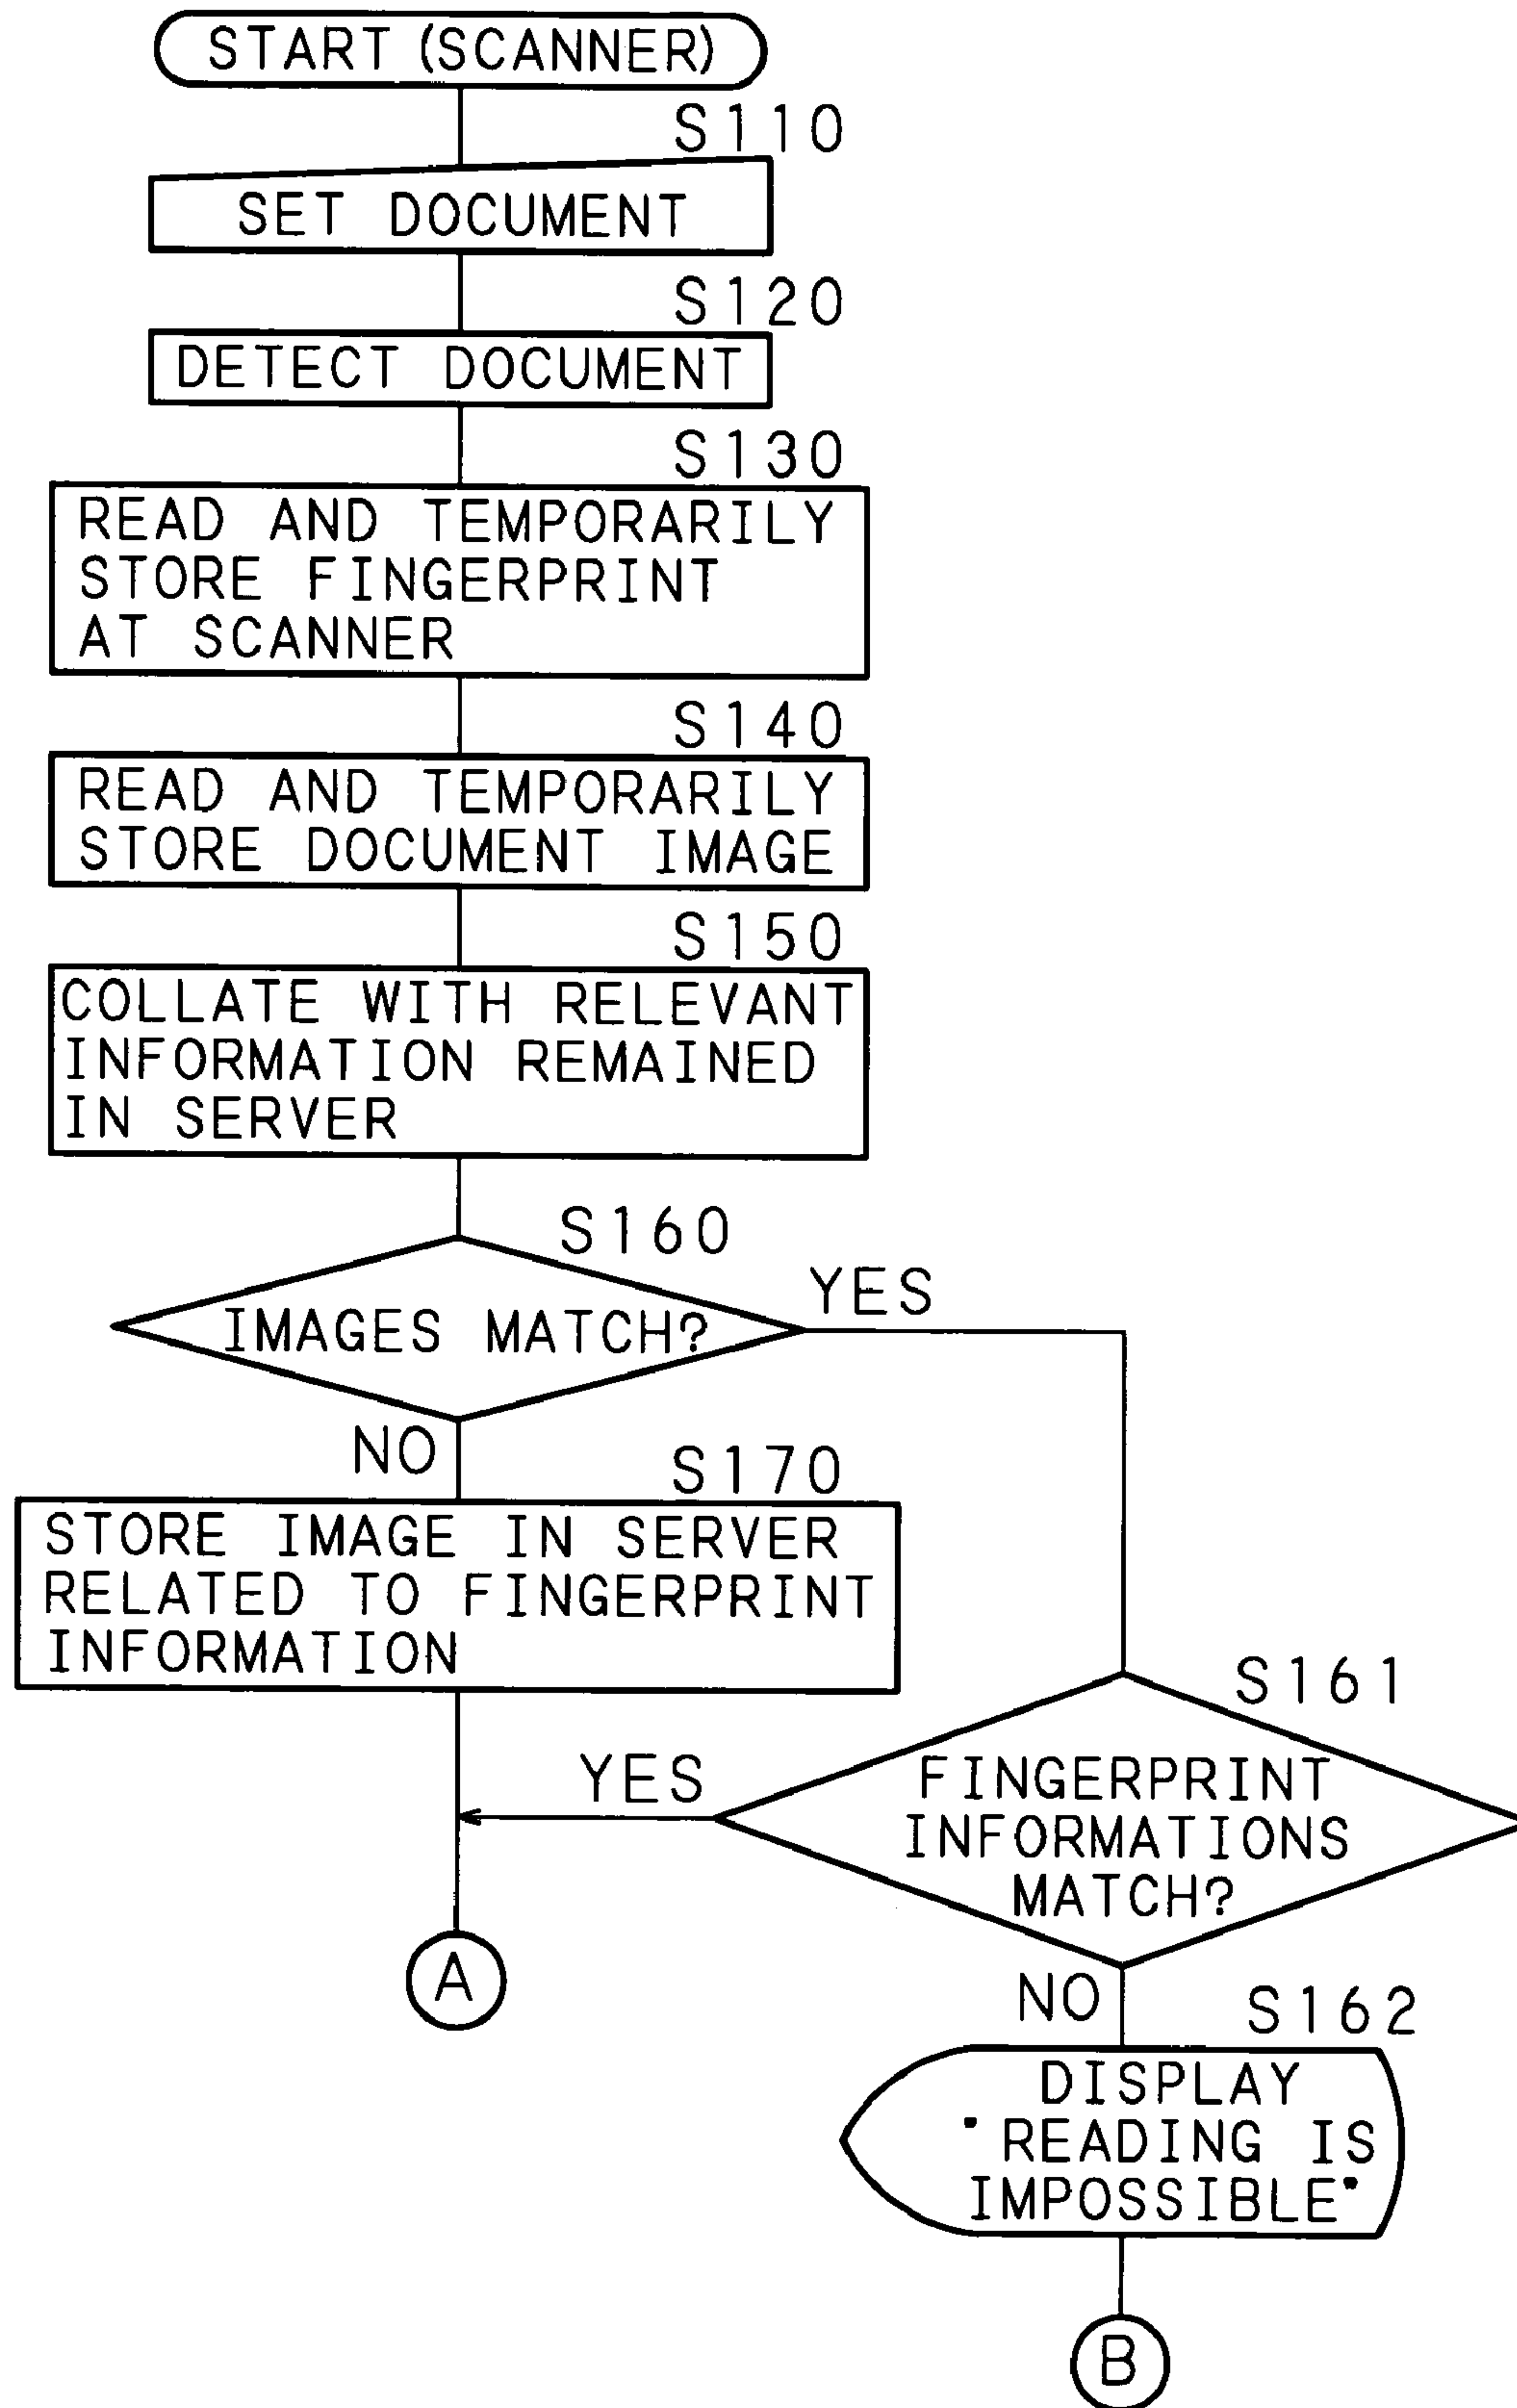 START (SCANNER)
S110
SET DOCUMENT
S120
DETECT DOCUMENT
S130
READ AND TEMPORARILY
STORE FINGERPRINT
AT SCANNER
S140
READ AND TEMPORARILY
STORE DOCUMENT IMAGE
S150
COLLATE WITH RELEVANT
INFORMATION REMAINED
IN SERVER
S160
IMAGES MATCH?
YES
NO
S170
STORE IMAGE IN SERVER
RELATED TO FINGERPRINT
INFORMATION
S161
FINGERPRINT
INFORMATIONS
MATCH?
YES
A
NO
S162
DISPLAY
"READING IS
IMPOSSIBLE"
B